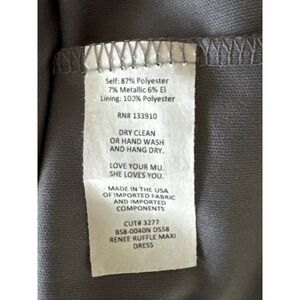 Self: 87% Polyester
7% Metallic 6% El
Lining: 100% Polyester
RN# 133910
DRY CLEAN
OR HAND WASH
AND HANG DRY.
LOVE YOUR MU.
SHE LOVES YOU.
MADE IN THE USA
OF IMPORTED FABRIC
AND IMPORTED
COMPONENTS
CUT# 3277
BS8-0040N DSS8
RENEE RUFFLE MAXI
DRESS